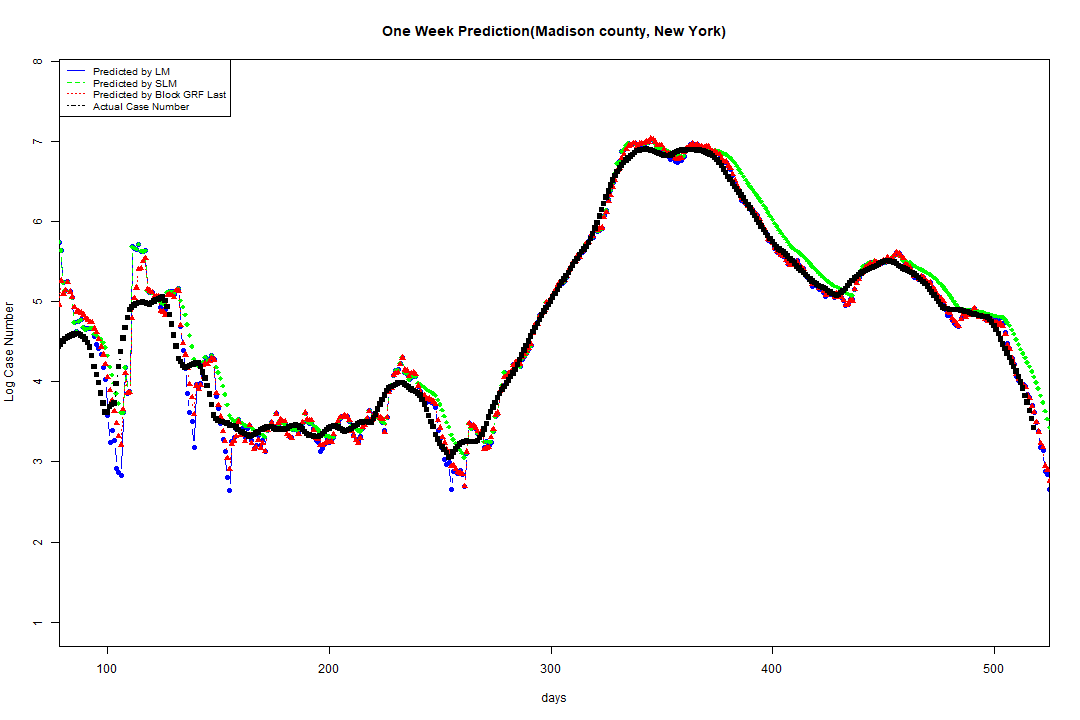 One Week Prediction(Madison county, New York)
Predicted by LM
Predicted by SLM
Predicted by Block GRF Last
Actual Case Number
Log Case Number
8
7
6
5
4
3
2
1
100 200 300 400 500
days